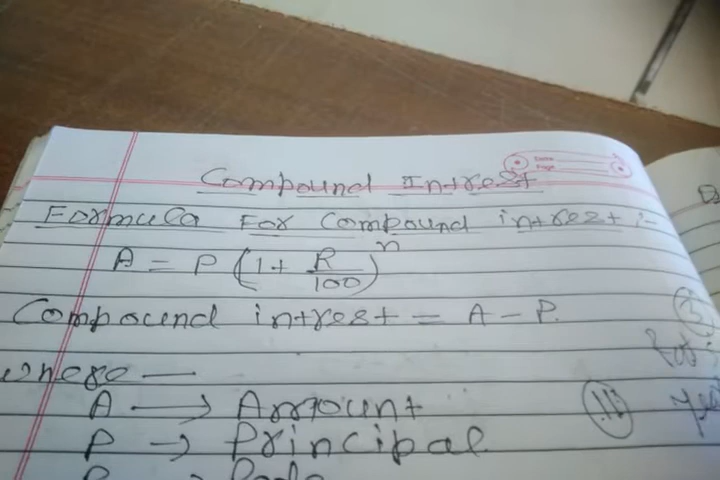 Compound Intrest
Formula For Compound intrest :-
A = P (1 + R/100)^n
Compound intrest = A - P.
where —
A → Amount
P → Principal